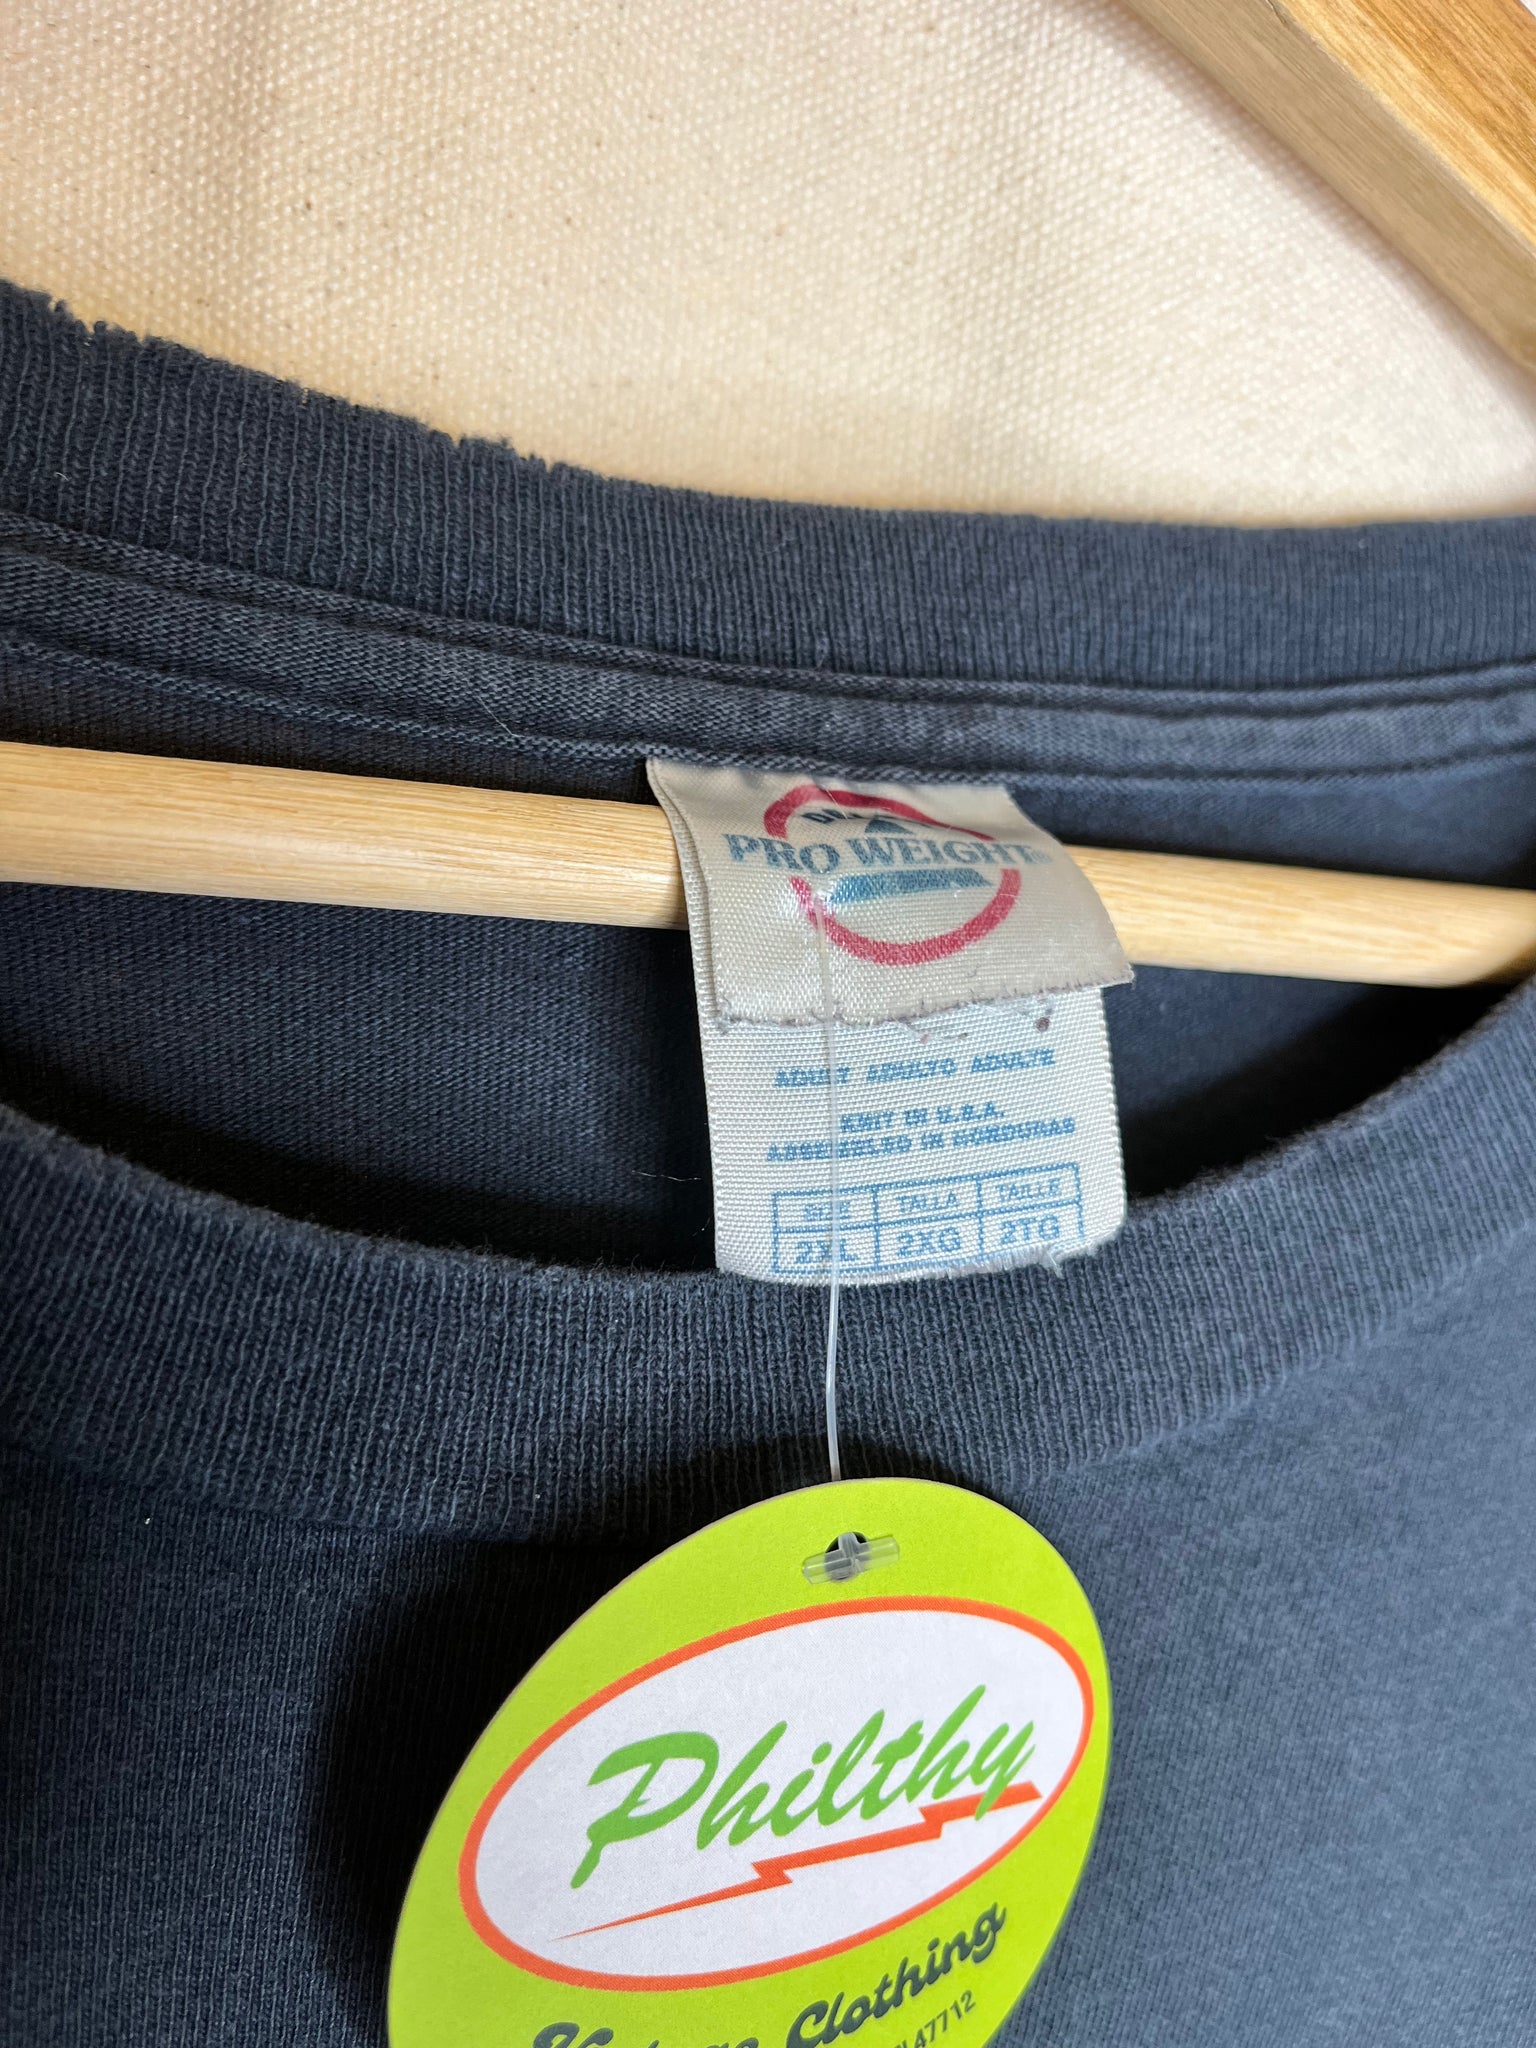 PRO WEIGHT®
ADULT ADULTO ADULTE
KNIT IN U.S.A.
ASSEMBLED IN HONDURAS
SIZE TALLA TAILLE
2XL 2XG 2TG
Philthy
Vintage Clothing
47712